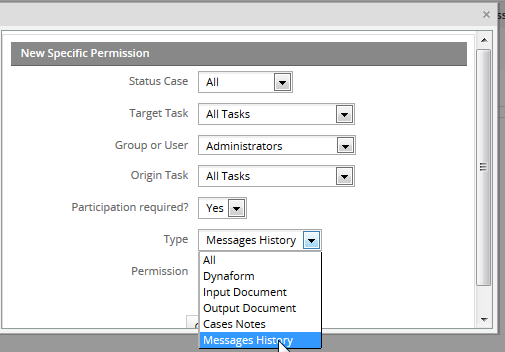 New Specific Permission
Status Case All
Target Task All Tasks
Group or User Administrators
Origin Task All Tasks
Participation required? Yes
Type Messages History
All
Dynaform
Permission
Input Document
Output Document
Cases Notes
Messages History